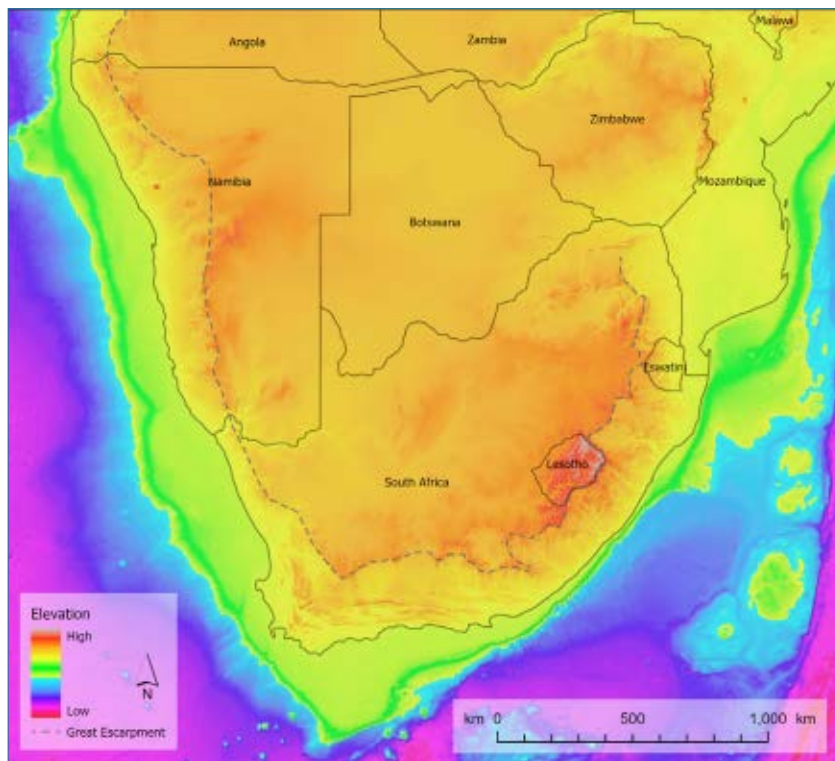 Malawi
Angola
Zambia
Zimbabwe
Namibia
Mozambique
Botswana
Eswatini
Lesotho
South Africa
Elevation
High
Low
N
Great Escarpment
km 0 500 1,000 km